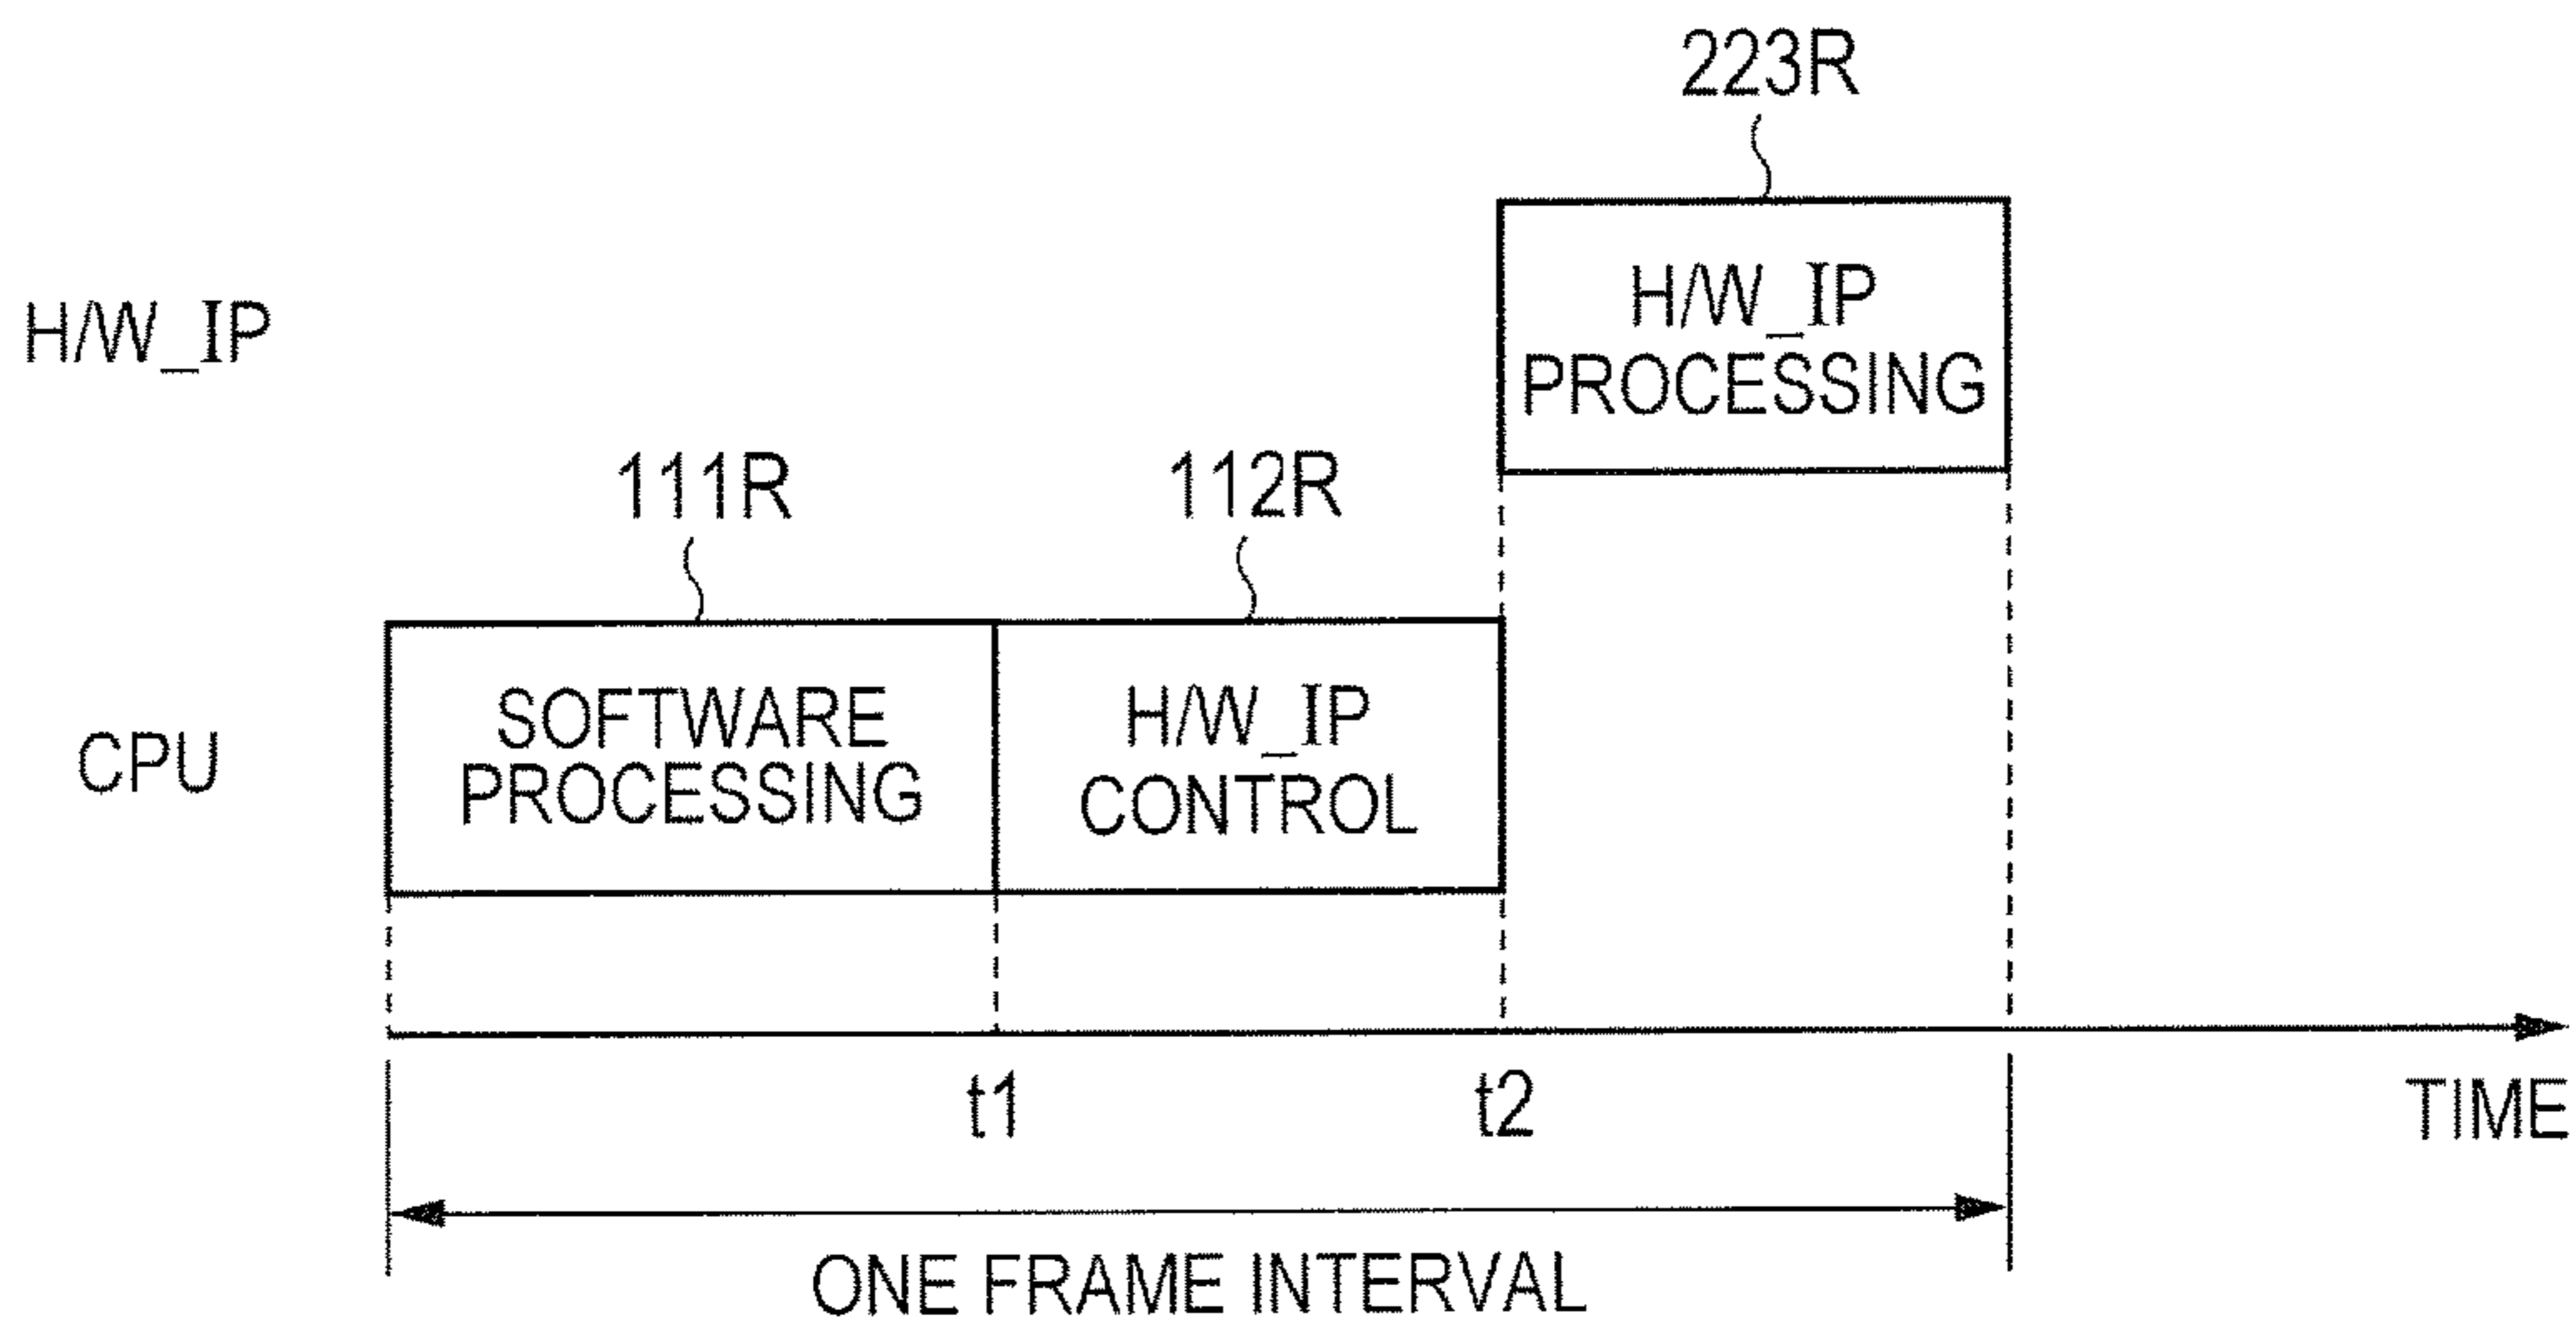 223R
H/W_IP
H/W_IP
PROCESSING
111R
112R
CPU
SOFTWARE
PROCESSING
H/W_IP
CONTROL
t1
t2
TIME
ONE FRAME INTERVAL